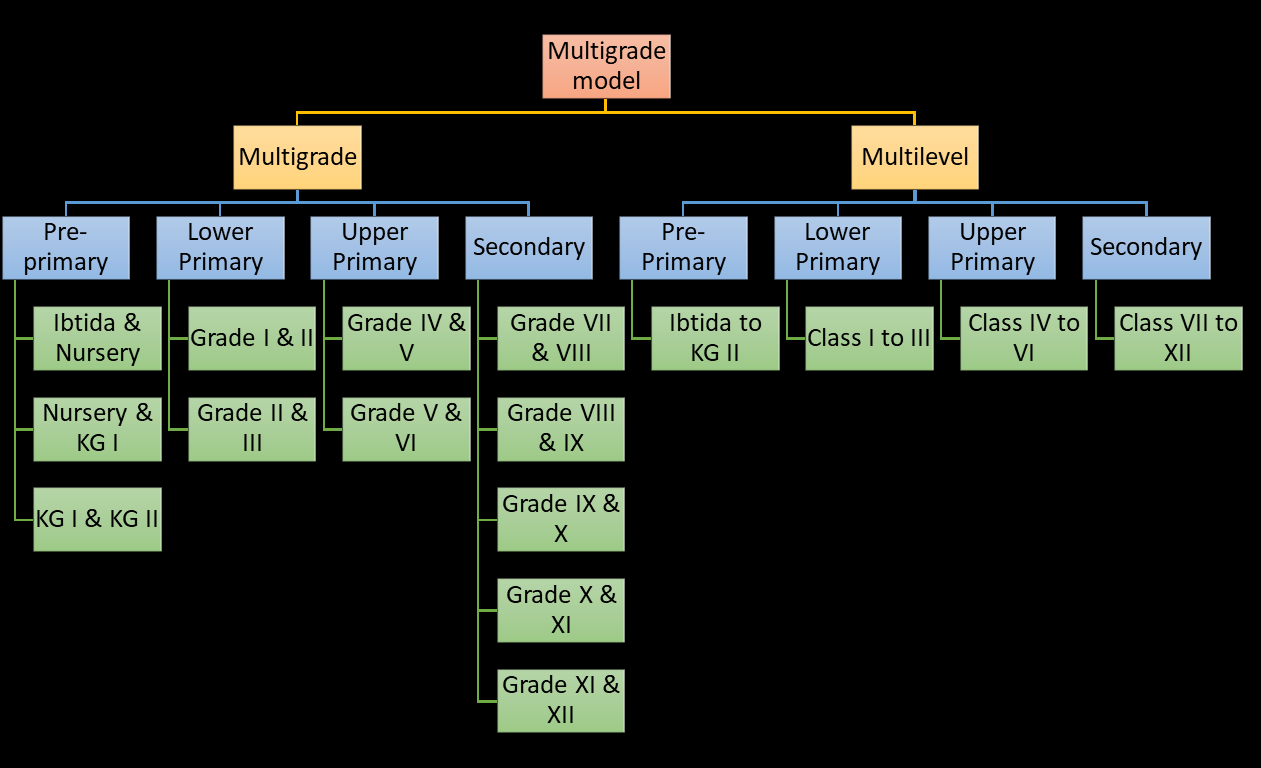 Multigrade
model
Multigrade
Multilevel
Pre-
primary
Lower
Primary
Upper
Primary
Secondary
Pre-
Primary
Lower
Primary
Upper
Primary
Secondary
Ibtida &
Nursery
Grade I & II
Grade IV &
V
Grade VII
& VIII
Ibtida to
KG II
Class I to III
Class IV to
VI
Class VII to
XII
Nursery &
KG I
Grade II &
III
Grade V &
VI
Grade VIII
& IX
KG I & KG II
Grade IX &
X
Grade X &
XI
Grade XI &
XII